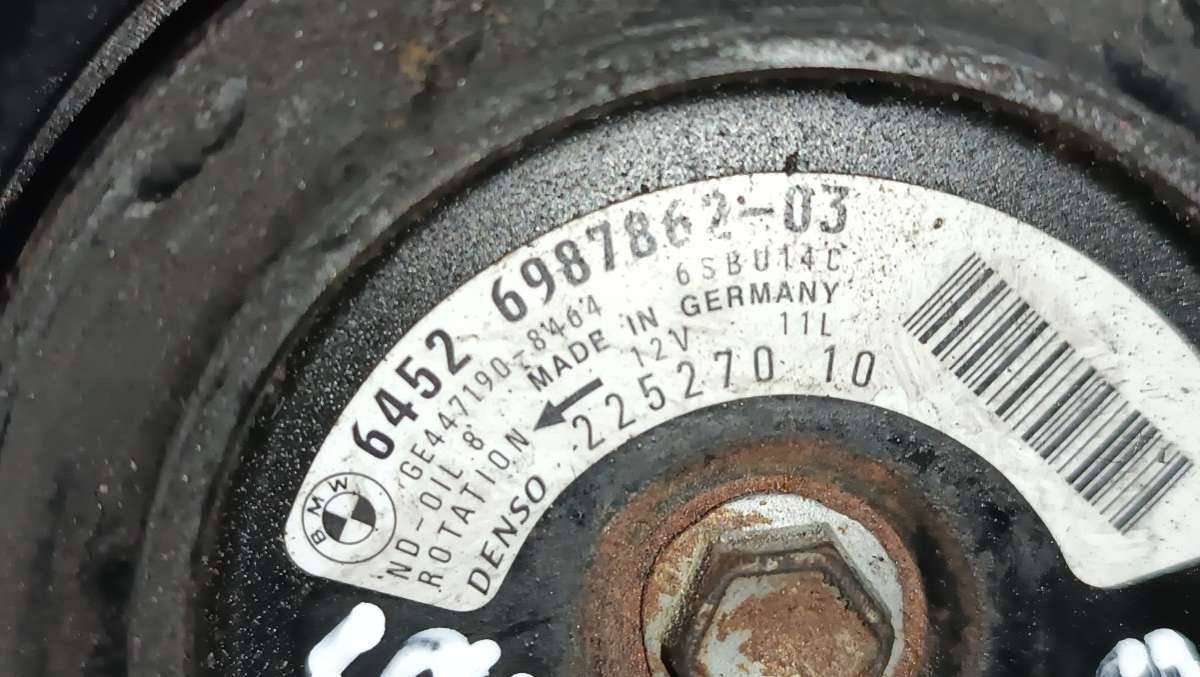 BMW
6452 6987862-03
GE447190-8464 6SBU14C
ND-OIL 8 MADE IN GERMANY
ROTATION 12V 11L
DENSO 225270 10